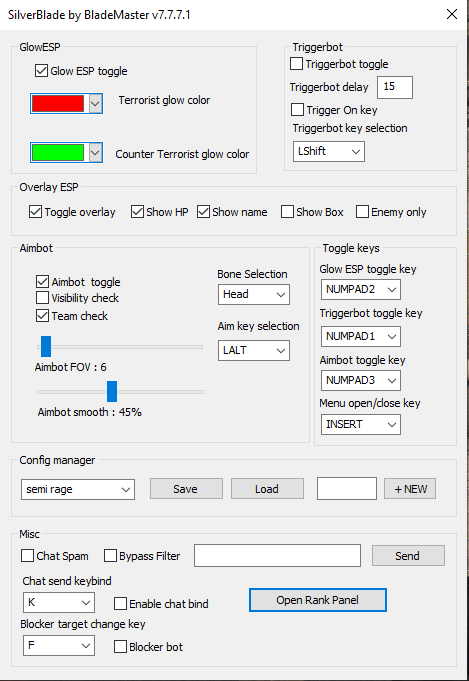 SilverBlade by BladeMaster v7.7.7.1
GlowESP
Glow ESP toggle
Terrorist glow color
Counter Terrorist glow color
Triggerbot
Triggerbot toggle
Triggerbot delay 15
Trigger On key
Triggerbot key selection
LShift
Overlay ESP
Toggle overlay Show HP Show name Show Box Enemy only
Aimbot
Aimbot toggle
Visibility check
Team check
Aimbot FOV : 6
Aimbot smooth : 45%
Bone Selection
Head
Aim key selection
LALT
Toggle keys
Glow ESP toggle key
NUMPAD2
Triggerbot toggle key
NUMPAD1
Aimbot toggle key
NUMPAD3
Menu open/close key
INSERT
Config manager
semi rage Save Load + NEW
Misc
Chat Spam Bypass Filter Send
Chat send keybind
K Enable chat bind Open Rank Panel
Blocker target change key
F Blocker bot